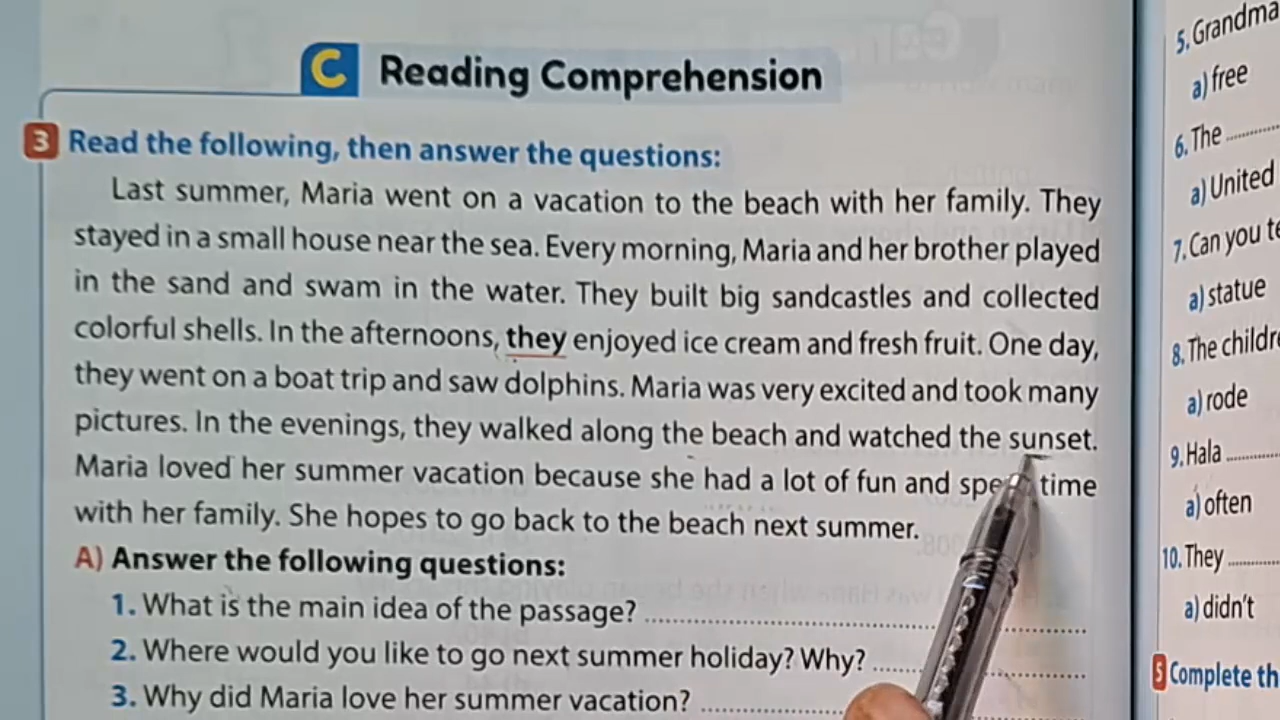 C Reading Comprehension
3 Read the following, then answer the questions:
Last summer, Maria went on a vacation to the beach with her family. They
stayed in a small house near the sea. Every morning, Maria and her brother played
in the sand and swam in the water. They built big sandcastles and collected
colorful shells. In the afternoons, they enjoyed ice cream and fresh fruit. One day,
they went on a boat trip and saw dolphins. Maria was very excited and took many
pictures. In the evenings, they walked along the beach and watched the sunset.
Maria loved her summer vacation because she had a lot of fun and time
with her family. She hopes to go back to the beach next summer.
A) Answer the following questions:
1. What is the main idea of the passage?
2. Where would you like to go next summer holiday? Why?
3. Why did Maria love her summer vacation?
5. Grandma
a) free
6. The
a) United
7. Can you
a) statue
8. The
a) rode
9. Hala
a) often
10. They
a) didn't
5 Complete